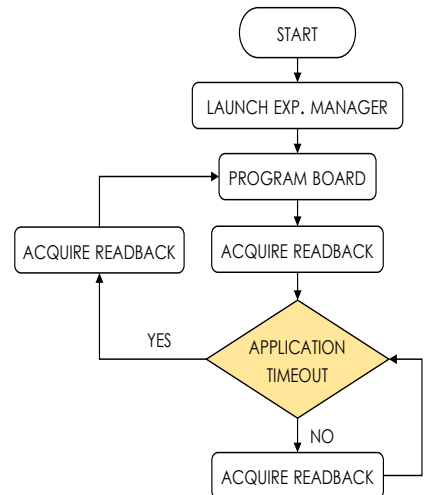 START
LAUNCH EXP. MANAGER
PROGRAM BOARD
ACQUIRE READBACK
ACQUIRE READBACK
YES
APPLICATION
TIMEOUT
NO
ACQUIRE READBACK